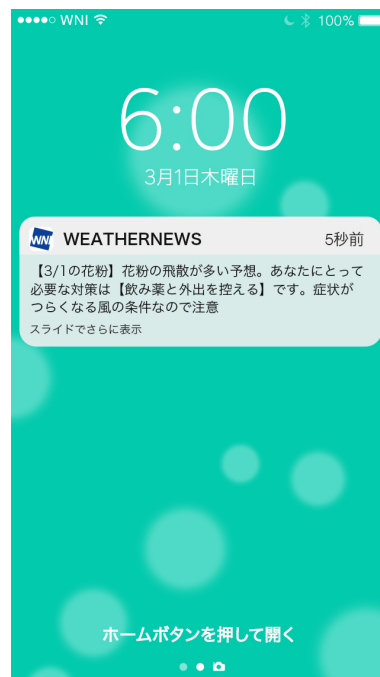 WNI 100%
6:00
3月1日木曜日
WNI WEATHERNEWS 5秒前
【3/1の花粉】花粉の飛散が多い予想。あなたにとって
必要な対策は【飲み薬と外出を控える】です。症状が
つらくなる風の条件なので注意
スライドでさらに表示
ホームボタンを押して開く